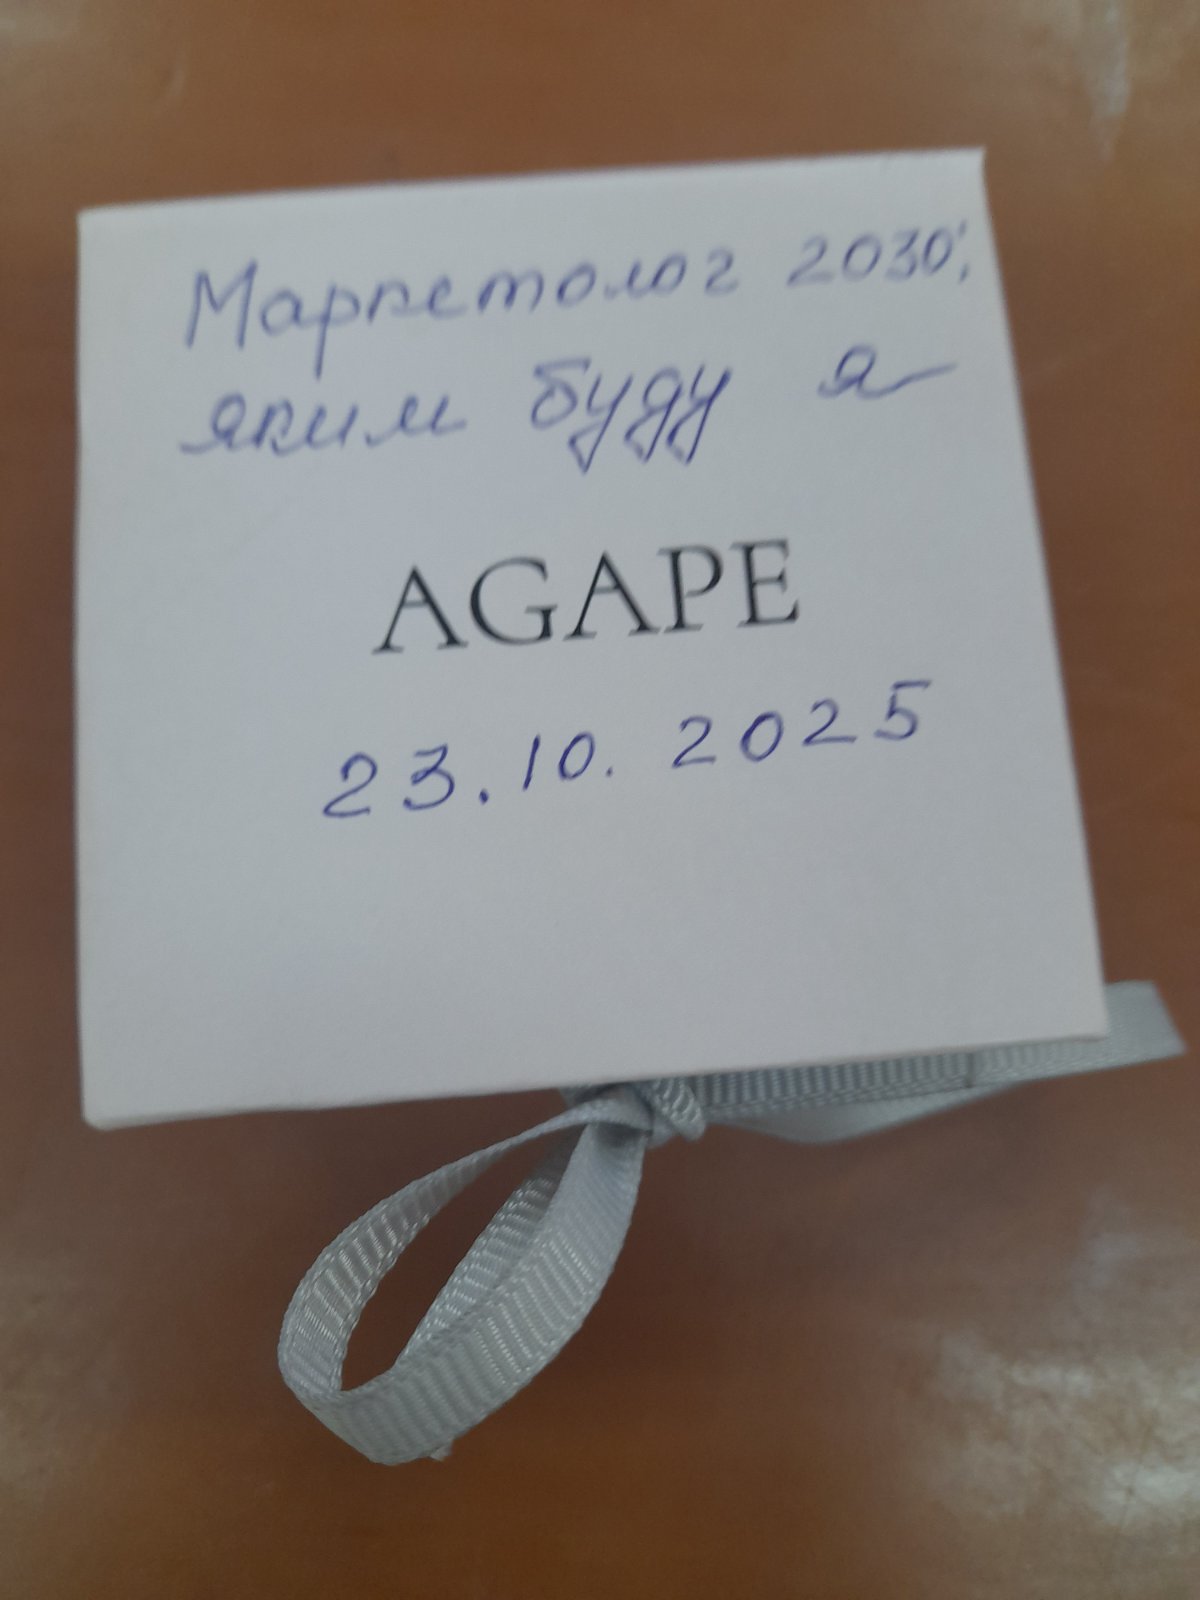 Маркетолог 2030:
яким буду я
AGAPE
23.10.2025